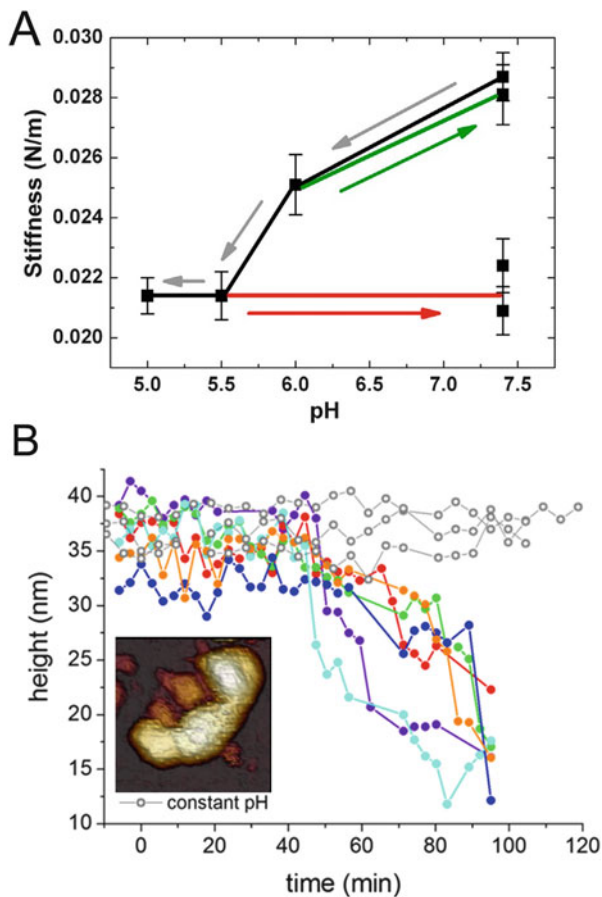 A
Stiffness (N/m)
0.030
0.028
0.026
0.024
0.022
0.020
5.0 5.5 6.0 6.5 7.0 7.5
pH
B
height (nm)
40
35
30
25
20
15
10
constant pH
0 20 40 60 80 100 120
time (min)